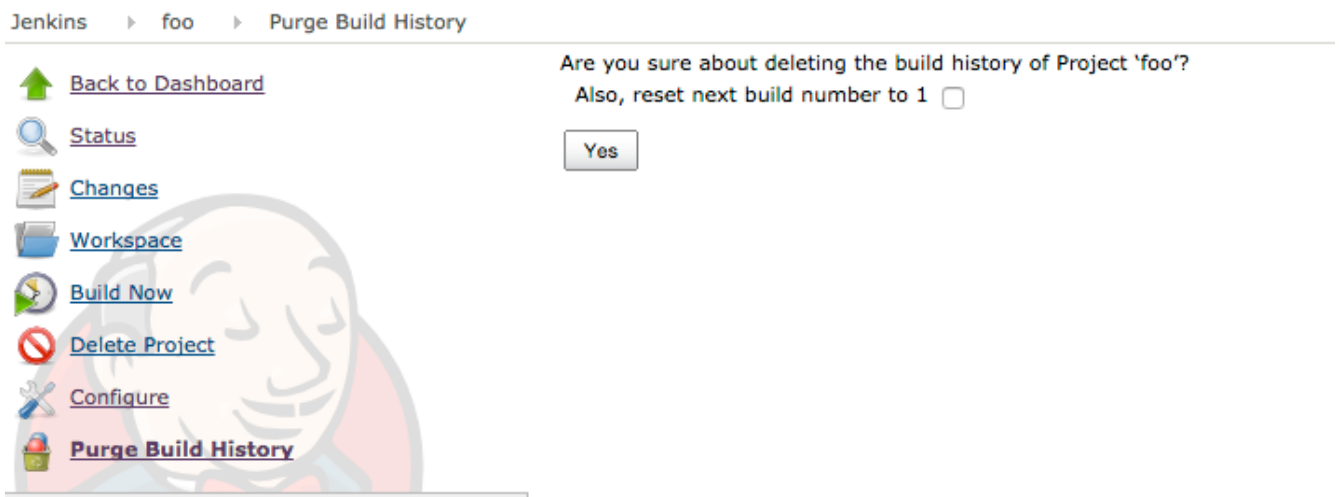 Jenkins foo Purge Build History
Back to Dashboard
Status
Changes
Workspace
Build Now
Delete Project
Configure
Purge Build History
Are you sure about deleting the build history of Project ‘foo’?
Also, reset next build number to 1
Yes